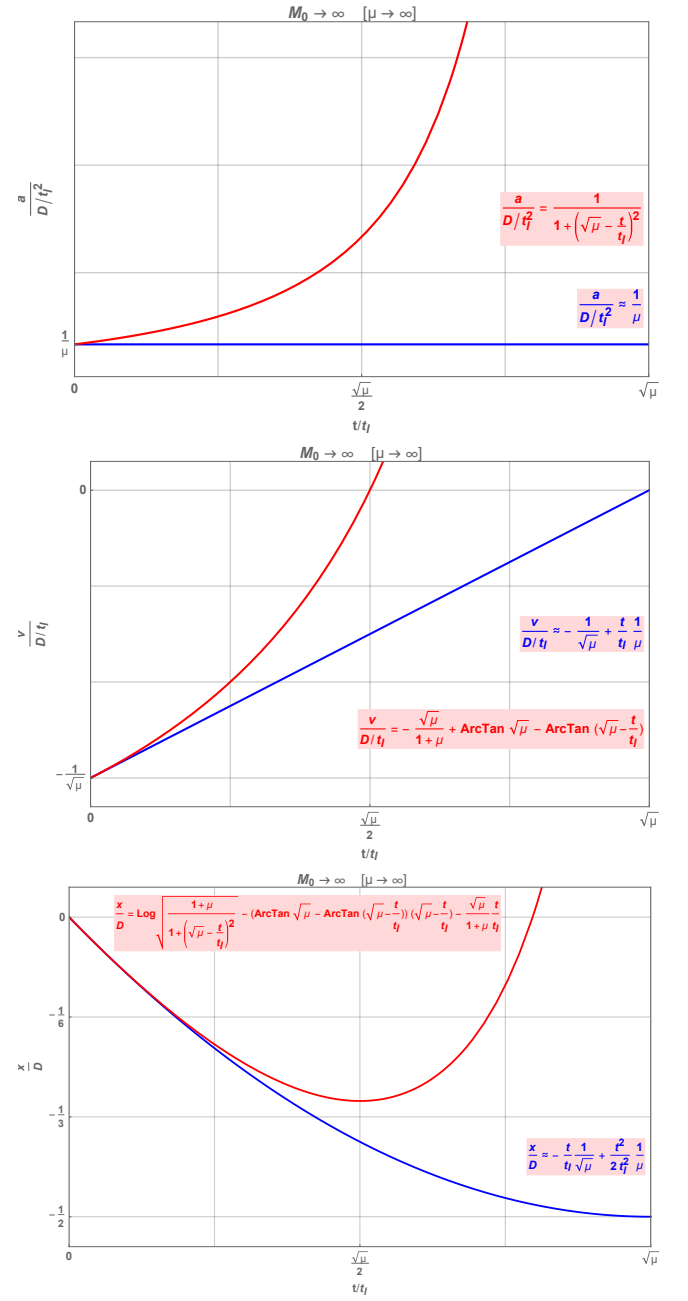 M₀ → ∞ [μ → ∞]
a / (D/t_I²)
a/(D/t_I²) = 1/(1+(√μ − t/t_I)²)
a/(D/t_I²) ≈ 1/μ
1/μ
0 √μ/2 √μ
t/t_I
M₀ → ∞ [μ → ∞]
0
v / (D/t_I)
v/(D/t_I) ≈ − 1/√μ + t/t_I 1/μ
v/(D/t_I) = − √μ/(1+μ) + ArcTan √μ − ArcTan (√μ − t/t_I)
− 1/√μ
0 √μ/2 √μ
t/t_I
M₀ → ∞ [μ → ∞]
x/D = Log √((1+μ)/(1+(√μ − t/t_I)²)) − (ArcTan √μ − ArcTan (√μ − t/t_I)) (√μ − t/t_I) − √μ/(1+μ) t/t_I
0
− 1/6
x/D
− 1/3
x/D ≈ − t/t_I 1/√μ + t²/(2 t_I²) 1/μ
− 1/2
0 √μ/2 √μ
t/t_I